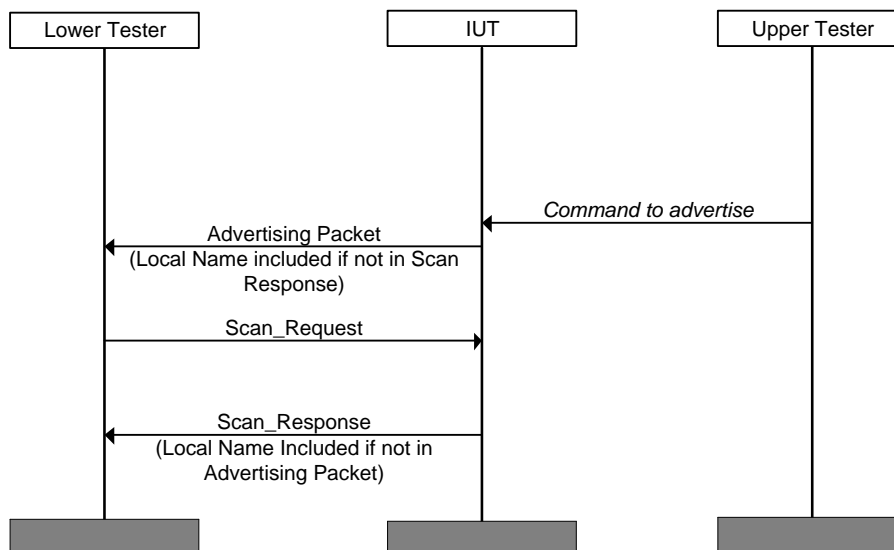 Lower Tester
IUT
Upper Tester
Command to advertise
Advertising Packet
(Local Name included if not in Scan
Response)
Scan_Request
Scan_Response
(Local Name Included if not in
Advertising Packet)